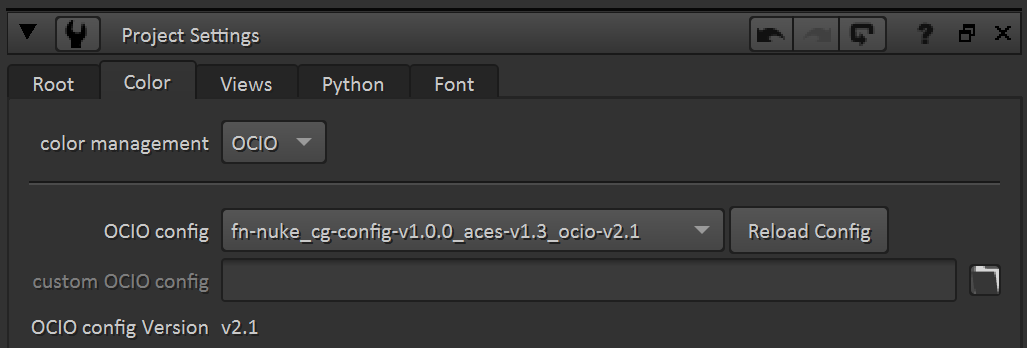 Project Settings
?
Root Color Views Python Font
color management OCIO
OCIO config fn-nuke_cg-config-v1.0.0_aces-v1.3_ocio-v2.1 Reload Config
custom OCIO config
OCIO config Version v2.1